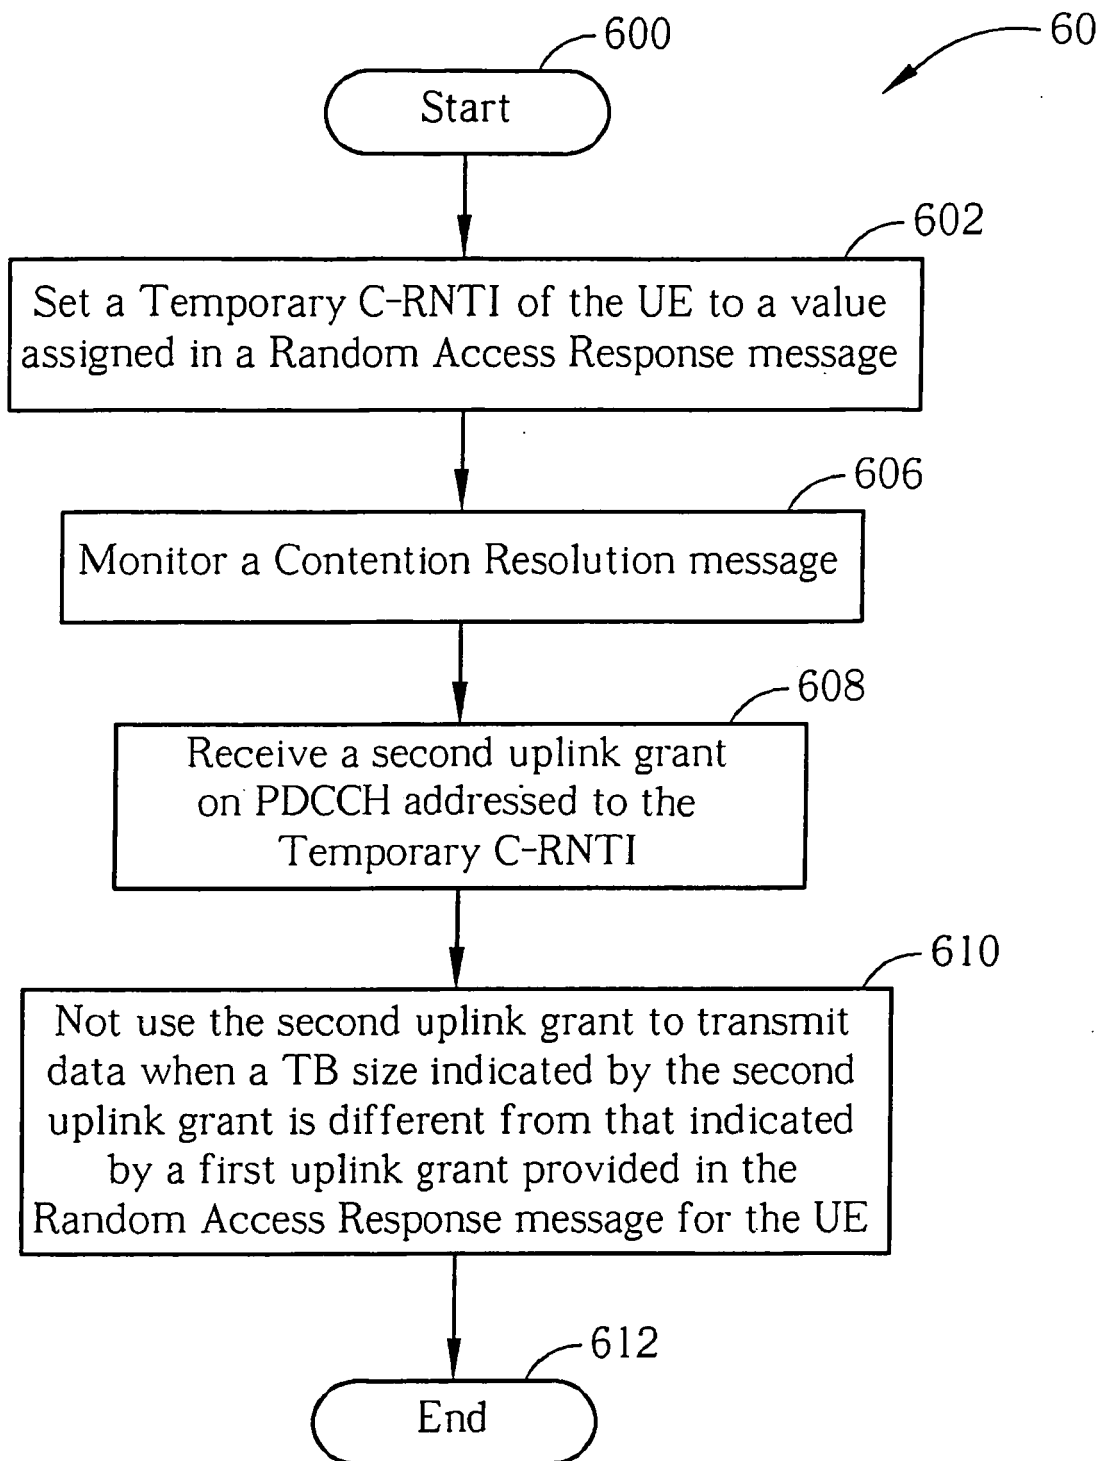 600
60
Start
602
Set a Temporary C-RNTI of the UE to a value
assigned in a Random Access Response message
606
Monitor a Contention Resolution message
608
Receive a second uplink grant
on PDCCH addressed to the
Temporary C-RNTI
610
Not use the second uplink grant to transmit
data when a TB size indicated by the second
uplink grant is different from that indicated
by a first uplink grant provided in the
Random Access Response message for the UE
612
End